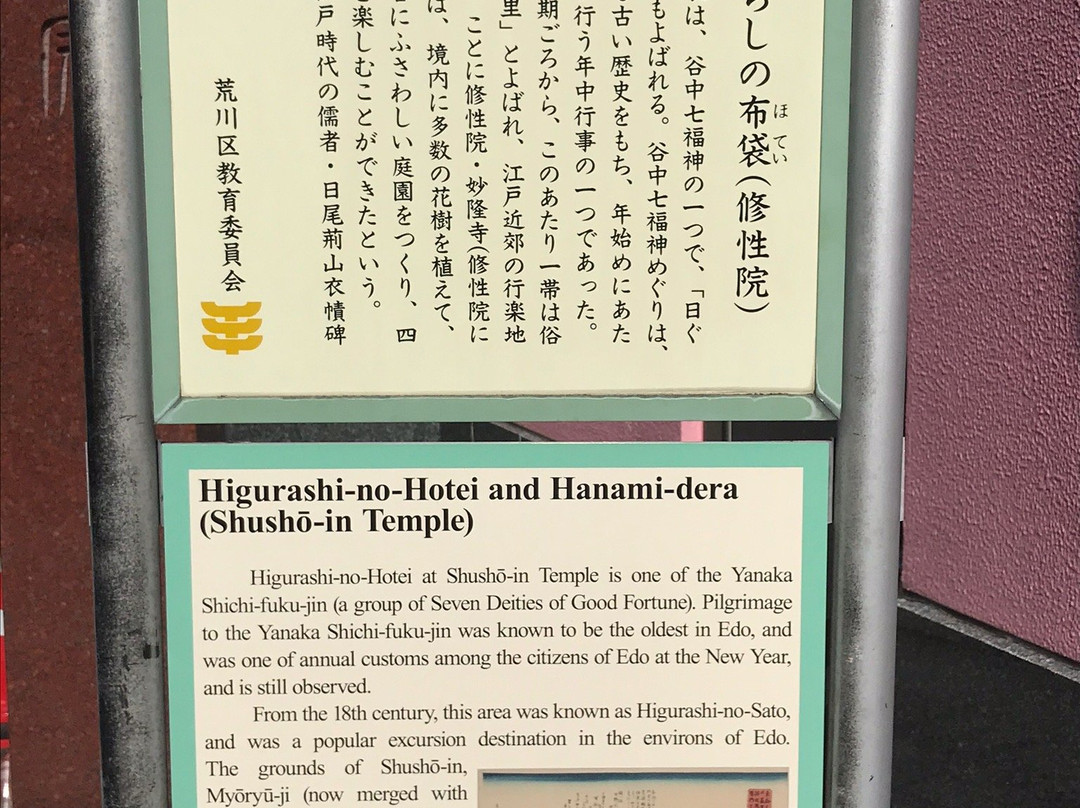 らしの布袋(修性院)
ほてい
は、谷中七福神の一つで、「日ぐ
もよばれる。谷中七福神めぐりは、
古い歴史をもち、年始めにあた
行う年中行事の一つであった。
期ごろから、このあたり一帯は俗
里」とよばれ、江戸近郊の行楽地
ことに修性院・妙隆寺(修性院に
は、境内に多数の花樹を植えて、
にふさわしい庭園をつくり、四
楽しむことができたという。
戸時代の儒者・日尾荊山衣幘碑
荒川区教育委員会
Higurashi-no-Hotei and Hanami-dera
(Shushō-in Temple)
Higurashi-no-Hotei at Shushō-in Temple is one of the Yanaka
Shichi-fuku-jin (a group of Seven Deities of Good Fortune). Pilgrimage
to the Yanaka Shichi-fuku-jin was known to be the oldest in Edo, and
was one of annual customs among the citizens of Edo at the New Year,
and is still observed.
From the 18th century, this area was known as Higurashi-no-Sato,
and was a popular excursion destination in the environs of Edo.
The grounds of Shushō-in,
Myōryū-ji (now merged with